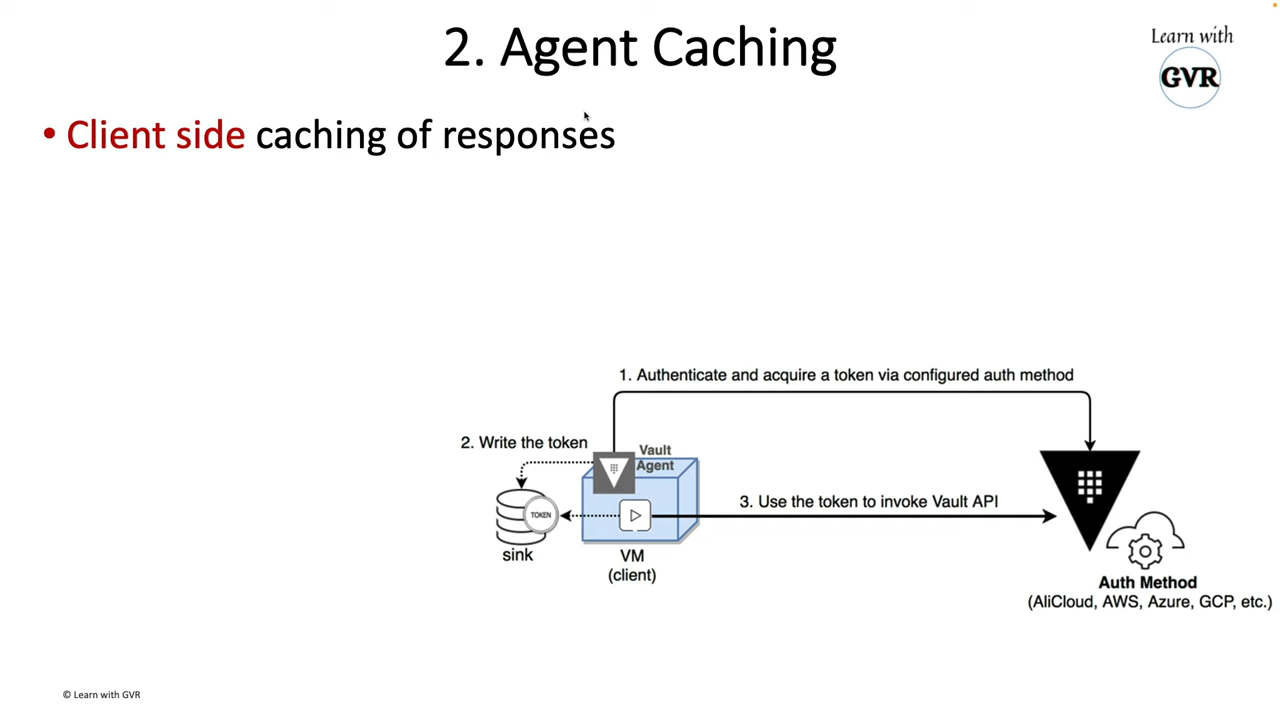 2. Agent Caching
Learn with
GVR
• Client side caching of responses
1. Authenticate and acquire a token via configured auth method
2. Write the token
Vault
Agent
TOKEN
3. Use the token to invoke Vault API
sink
VM
(client)
Auth Method
(AliCloud, AWS, Azure, GCP, etc.)
© Learn with GVR